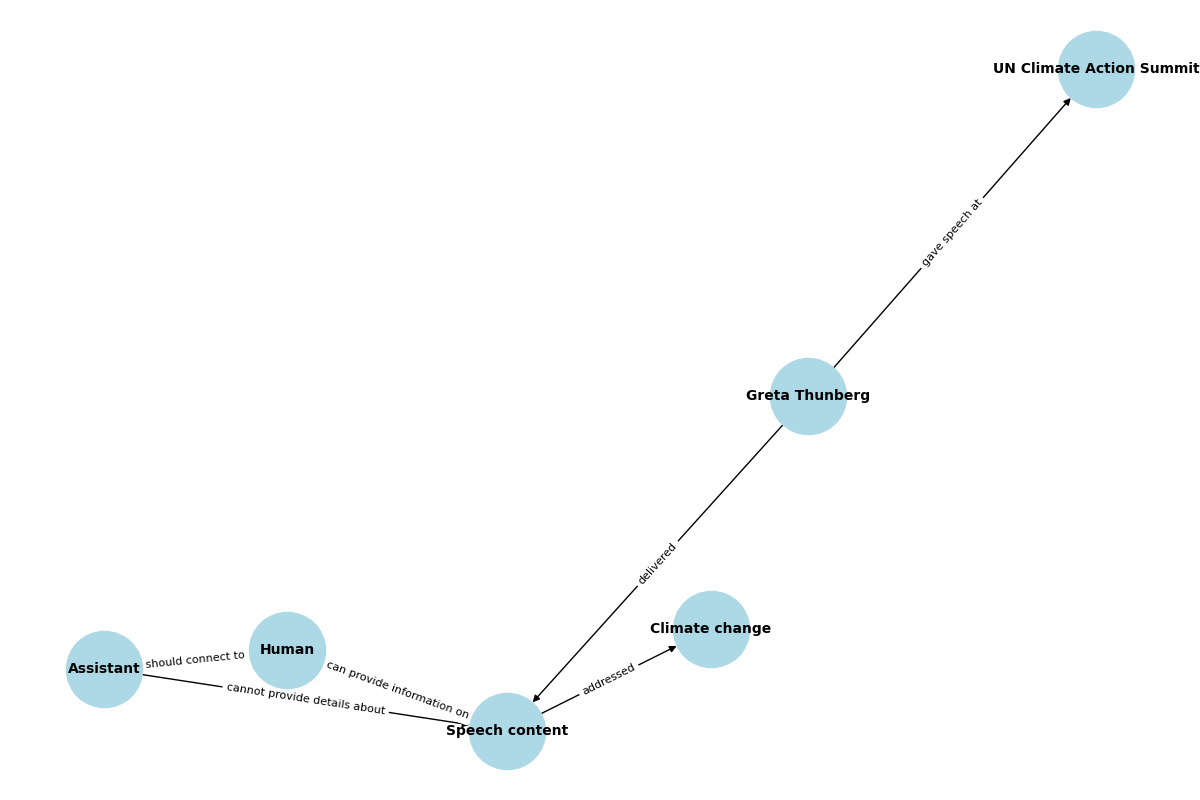 UN Climate Action Summit
gave speech at
Greta Thunberg
delivered
Climate change
addressed
Human
should connect to
Assistant
can provide information on
cannot provide details about
Speech content